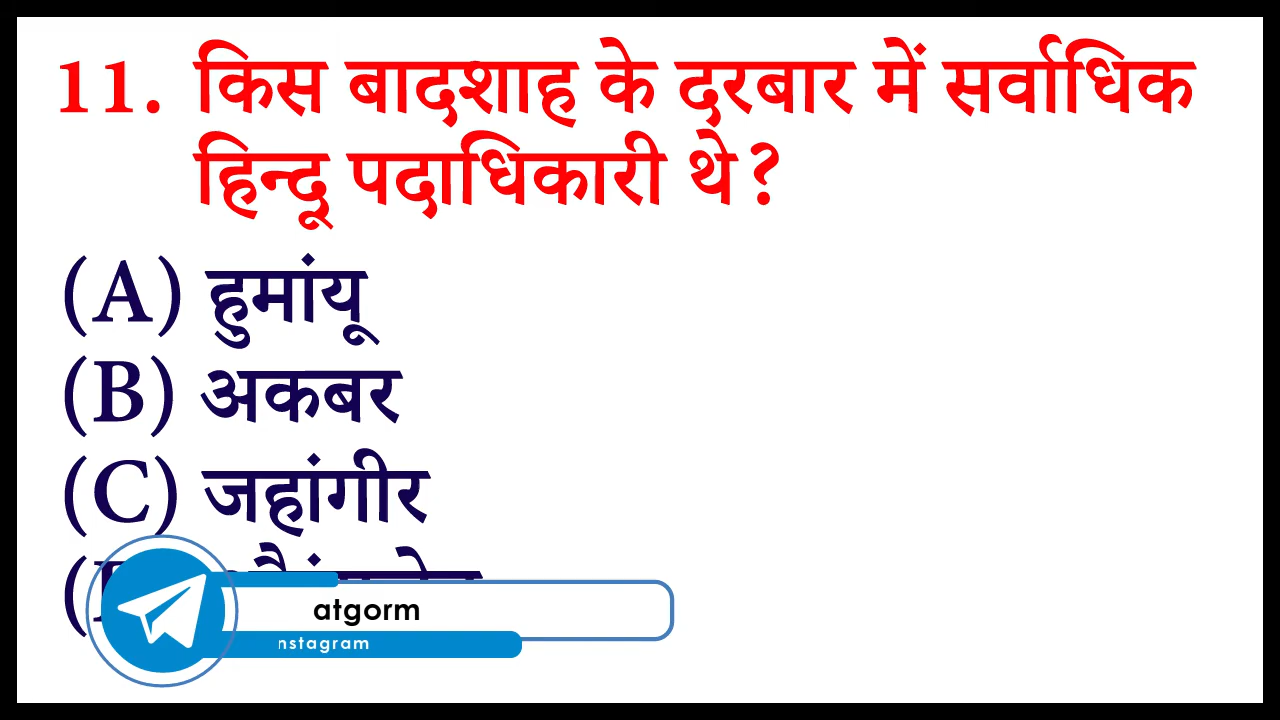 11. किस बादशाह के दरबार में सर्वाधिक
हिन्दू पदाधिकारी थे?
(A) हुमांयू
(B) अकबर
(C) जहांगीर
atgorm
nstagram